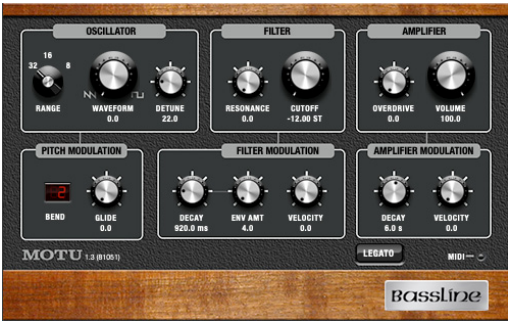 OSCILLATOR
32 16 8
RANGE
WAVEFORM
0.0
DETUNE
22.0
FILTER
RESONANCE
0.0
CUTOFF
-12.00 ST
AMPLIFIER
OVERDRIVE
0.0
VOLUME
100.0
PITCH MODULATION
-2
BEND
GLIDE
0.0
FILTER MODULATION
DECAY
920.0 ms
ENV AMT
4.0
VELOCITY
0.0
AMPLIFIER MODULATION
DECAY
6.0 s
VELOCITY
0.0
MOTU 1.3 (81051)
LEGATO
MIDI
Bassline